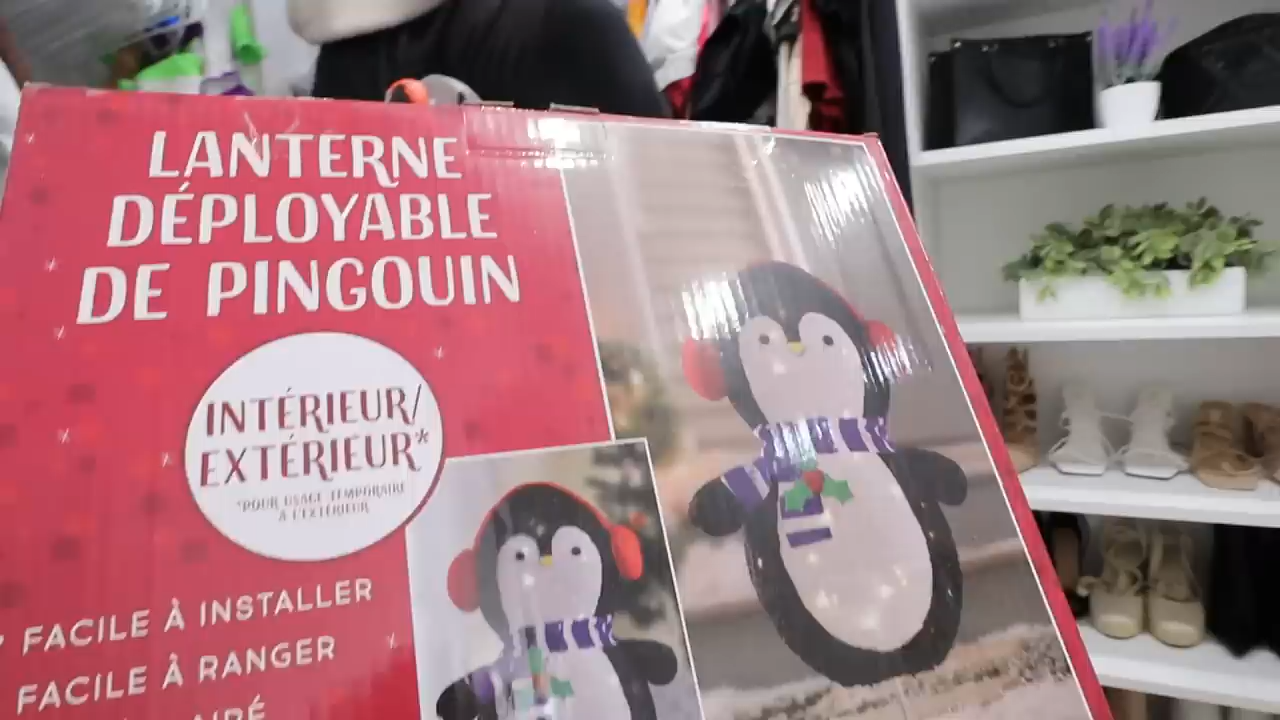 LANTERNE
DÉPLOYABLE
DE PINGOUIN
INTÉRIEUR/
EXTÉRIEUR*
*POUR USAGE TEMPORAIRE
À L'EXTÉRIEUR
FACILE À INSTALLER
FACILE À RANGER